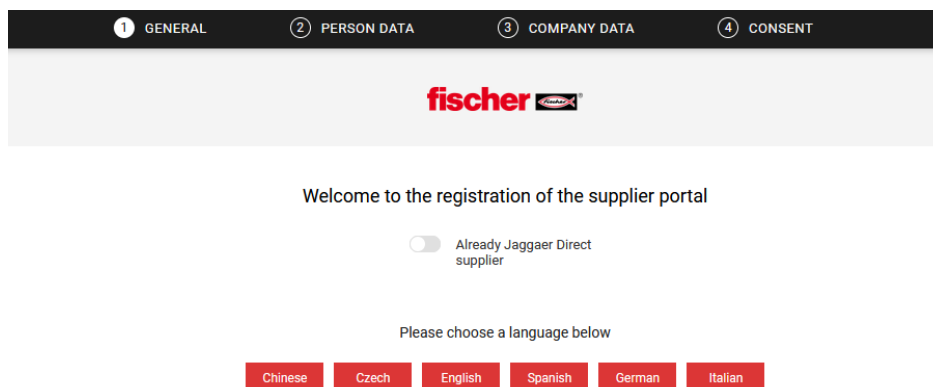 1 GENERAL 2 PERSON DATA 3 COMPANY DATA 4 CONSENT
fischer fischer ®
Welcome to the registration of the supplier portal
Already Jaggaer Direct
supplier
Please choose a language below
Chinese Czech English Spanish German Italian